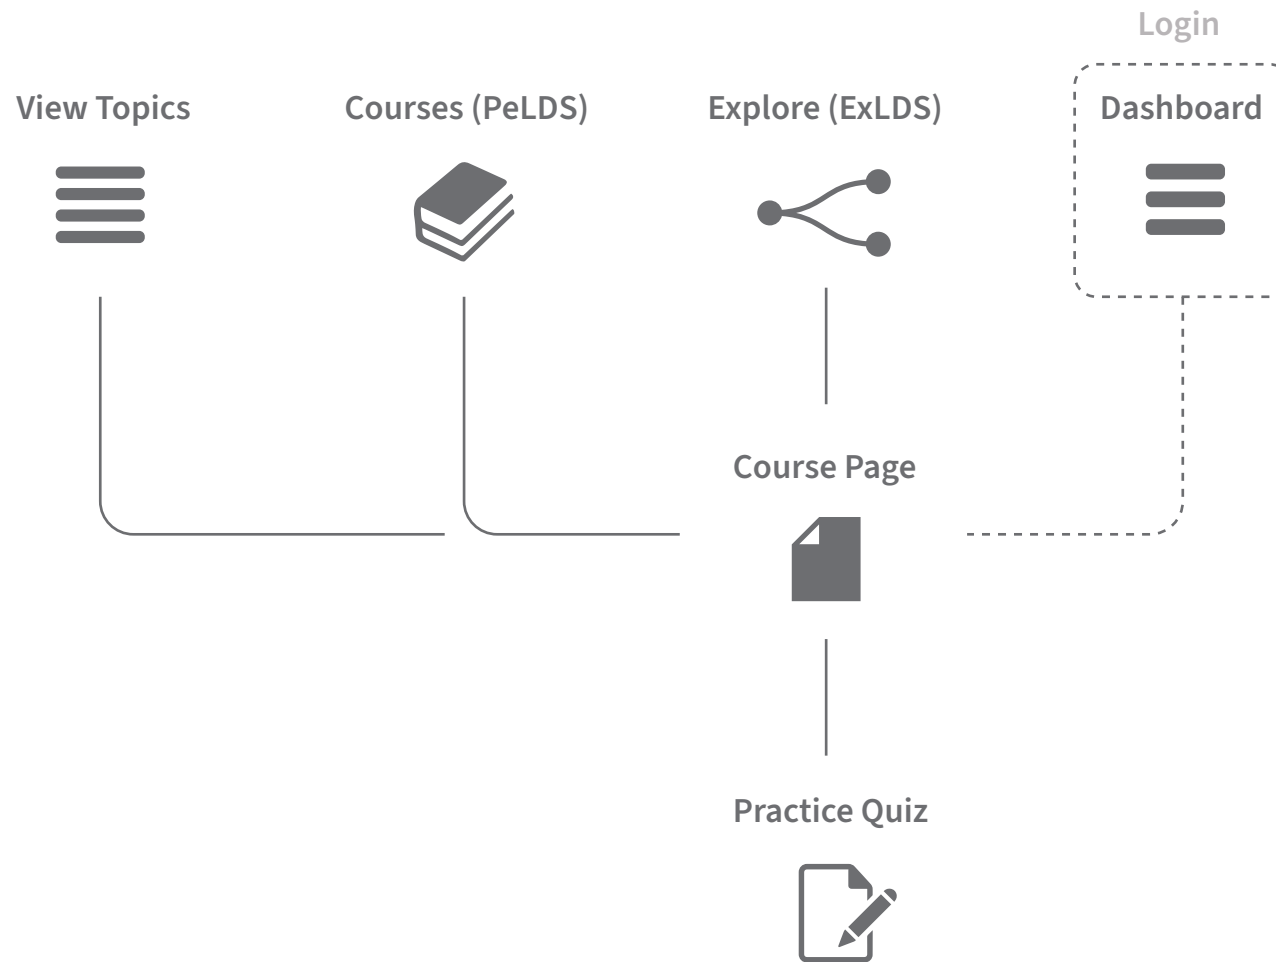 Login
View Topics
Courses (PeLDS)
Explore (ExLDS)
Dashboard
Course Page
Practice Quiz